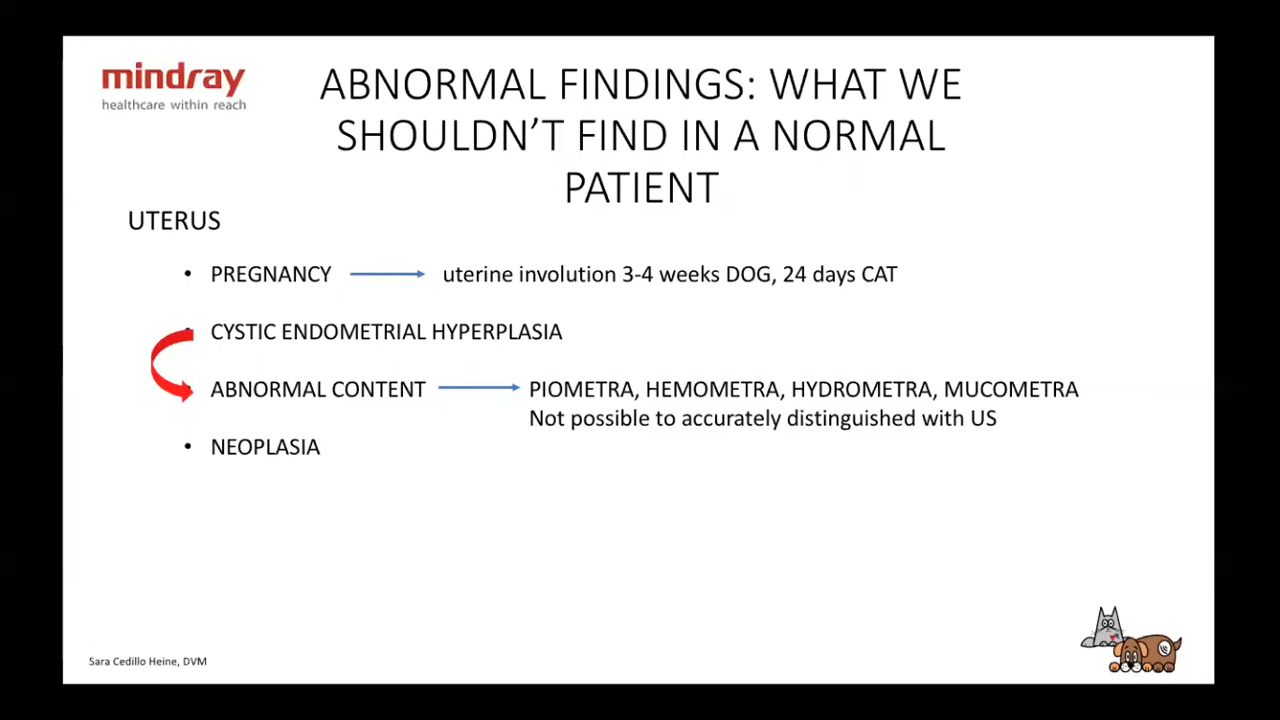 mindray
healthcare within reach
ABNORMAL FINDINGS: WHAT WE
SHOULDN'T FIND IN A NORMAL
PATIENT
UTERUS
• PREGNANCY uterine involution 3-4 weeks DOG, 24 days CAT
• CYSTIC ENDOMETRIAL HYPERPLASIA
• ABNORMAL CONTENT PIOMETRA, HEMOMETRA, HYDROMETRA, MUCOMETRA
Not possible to accurately distinguished with US
• NEOPLASIA
Sara Cedillo Heine, DVM